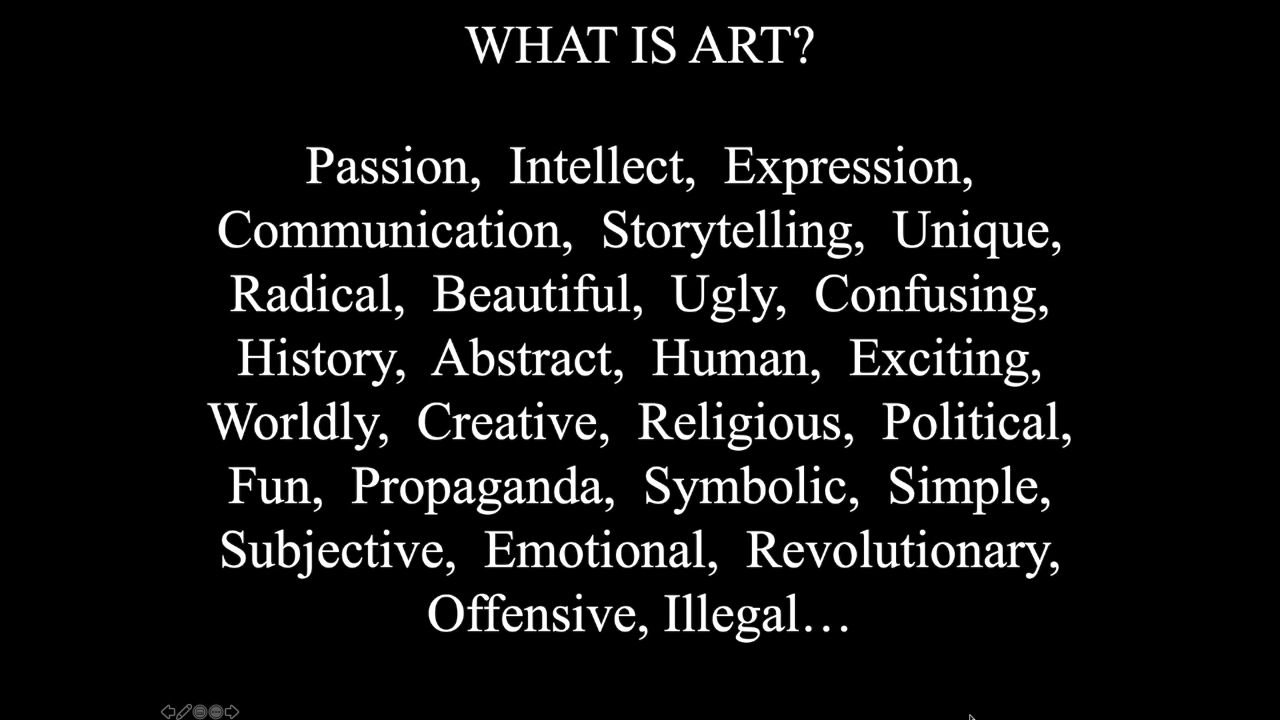 WHAT IS ART?
Passion, Intellect, Expression,
Communication, Storytelling, Unique,
Radical, Beautiful, Ugly, Confusing,
History, Abstract, Human, Exciting,
Worldly, Creative, Religious, Political,
Fun, Propaganda, Symbolic, Simple,
Subjective, Emotional, Revolutionary,
Offensive, Illegal…